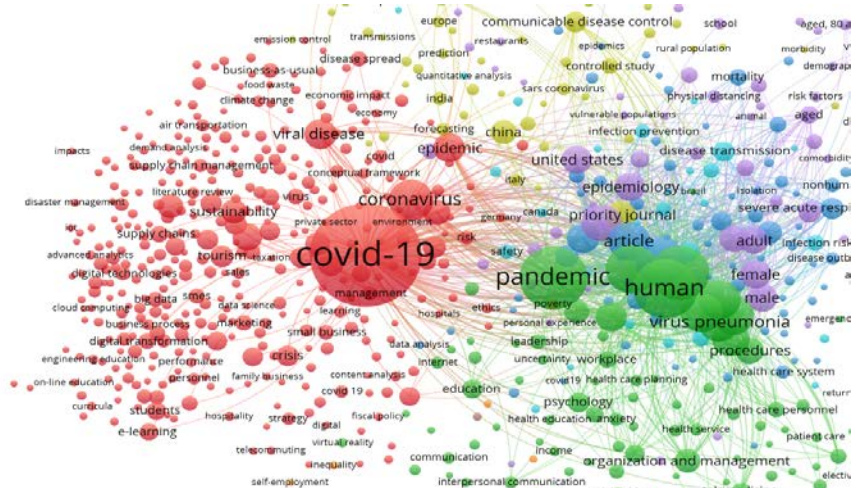 europe
communicable disease control
school
aged, 80 a
emission control
transmissions
restaurants
epidemics
rural population
morbidity
disease spread
prediction
controlled study
demograp
business-as-usual
food waste
quantitative analysis
mortality
climate change
economic impact
india
sars coronavirus
physical distancing
risk factors
economy
vulnerable populations
animal
aged
air transportation
viral disease
forecasting
china
infection prevention
impacts
demand analysis
covid
epidemic
united states
disease transmission
supply chain management
conceptual framework
italy
comorbidity
literature review
virus
epidemiology
brazil
isolation
nonhum
disaster management
sustainability
coronavirus
germany
canada
priority journal
severe acute respi
iot
supply chains
private sector
environment
risk
article
adult
infection risk
advanced analytics
tourism
taxation
covid-19
safety
disease outb
digital technologies
sales
pandemic
human
female
big data
smes
management
male
cloud computing
data science
learning
hospitals
ethics
poverty
business process
marketing
small business
personal experience
virus pneumonia
emergenc
digital transformation
data analysis
leadership
procedures
engineering education
performance
crisis
internet
uncertainty
workplace
health care system
on-line education
personnel
family business
content analysis
covid 19
education
covid19
health care planning
return
curricula
students
psychology
hospitality
strategy
fiscal policy
health education
anxiety
health care personnel
e-learning
digital
health service
patient care
virtual reality
telecommuting
communication
income
inequality
organization and management
elective
self-employment
interpersonal communication